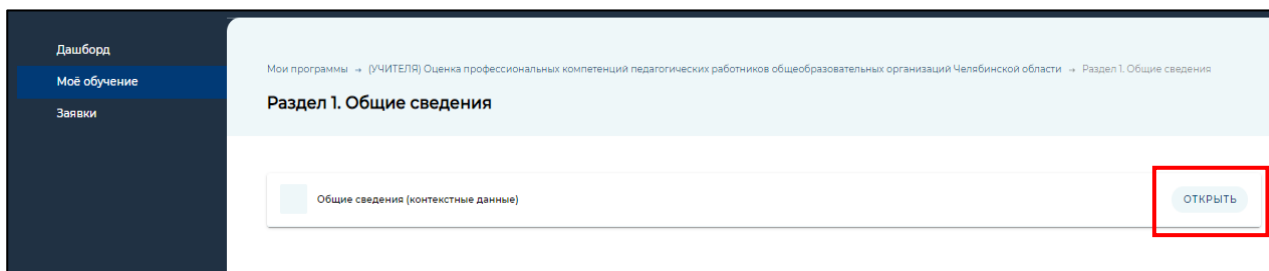 Дашборд
Моё обучение
Заявки
Мои программы → (УЧИТЕЛЯ) Оценка профессиональных компетенций педагогических работников общеобразовательных организаций Челябинской области → Раздел 1. Общие сведения
Раздел 1. Общие сведения
Общие сведения (контекстные данные)
ОТКРЫТЬ